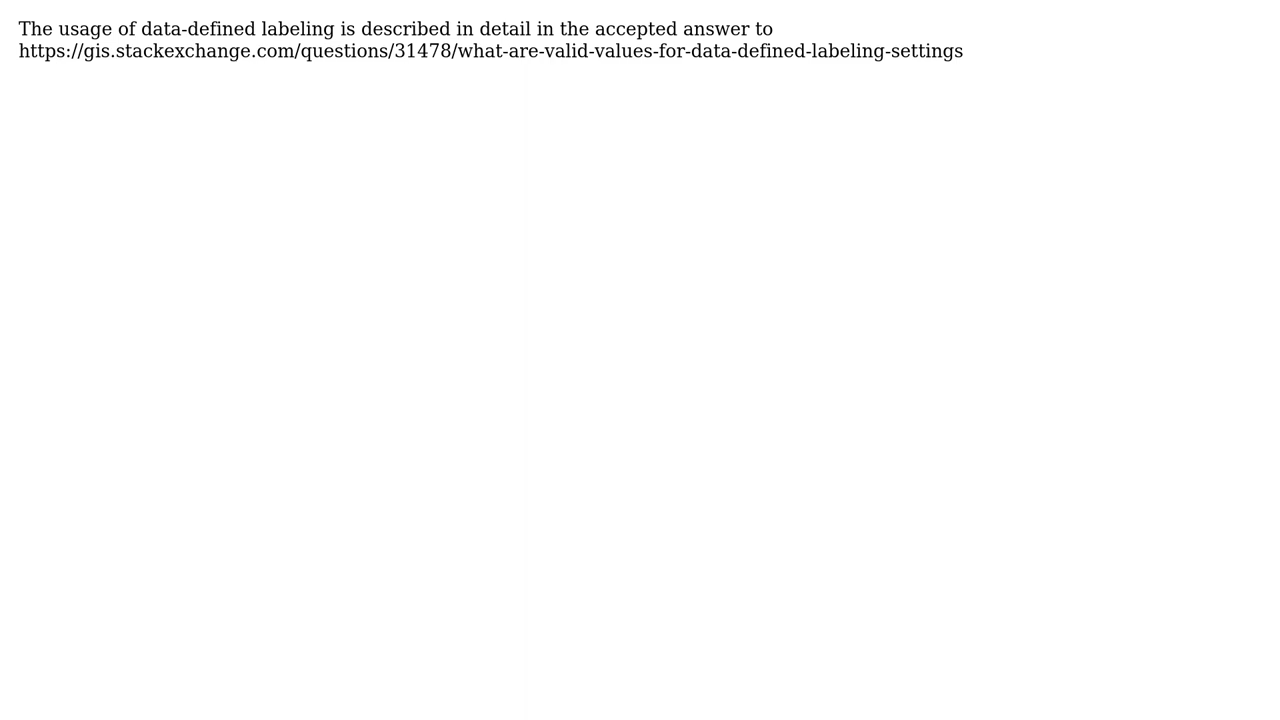 The usage of data-defined labeling is described in detail in the accepted answer to
https://gis.stackexchange.com/questions/31478/what-are-valid-values-for-data-defined-labeling-settings